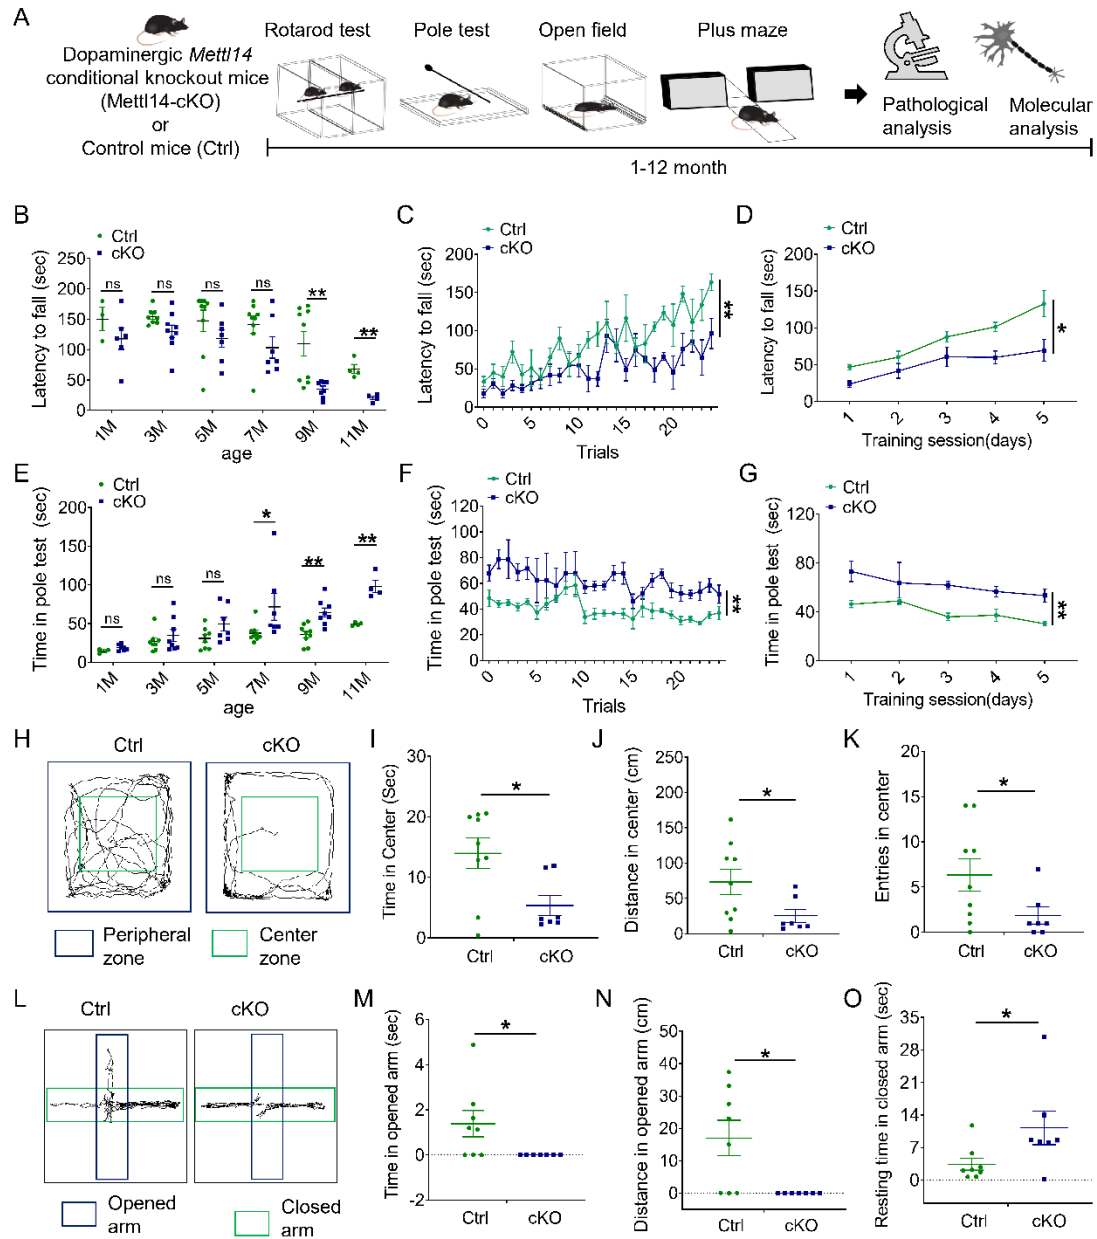 A
Rotarod test
Pole test
Open field
Plus maze
Dopaminergic Mettl14
conditional knockout mice
(Mettl14-cKO)
or
Control mice (Ctrl)
Pathological
analysis
Molecular
analysis
1-12 month
B
Ctrl
cKO
Latency to fall (sec)
250
200
150
100
50
0
ns
ns
ns
ns
**
**
1M
3M
5M
7M
9M
11M
age
C
Ctrl
cKO
Latency to fall (sec)
200
150
100
50
0
**
0
5
10
15
20
Trials
D
Ctrl
cKO
Latency to fall (sec)
200
150
100
50
0
*
1
2
3
4
5
Training session(days)
E
Ctrl
cKO
Time in pole test (sec)
200
150
100
50
0
ns
ns
ns
*
**
**
1M
3M
5M
7M
9M
11M
age
F
Ctrl
cKO
Time in pole test (sec)
120
100
80
60
40
20
0
**
0
5
10
15
20
Trials
G
Ctrl
cKO
Time in pole test (sec)
120
80
40
0
**
1
2
3
4
5
Training session(days)
H
Ctrl
cKO
Peripheral
zone
Center
zone
I
Time in Center (Sec)
30
20
10
0
*
Ctrl
cKO
J
Distance in center (cm)
250
200
150
100
50
0
*
Ctrl
cKO
K
Entries in center
20
15
10
5
0
*
Ctrl
cKO
L
Ctrl
cKO
Opened
arm
Closed
arm
M
Time in opened arm (sec)
6
4
2
0
-2
*
Ctrl
cKO
N
Distance in opened arm (cm)
50
40
30
20
10
0
*
Ctrl
cKO
O
Resting time in closed arm (sec)
35
28
21
14
7
0
*
Ctrl
cKO